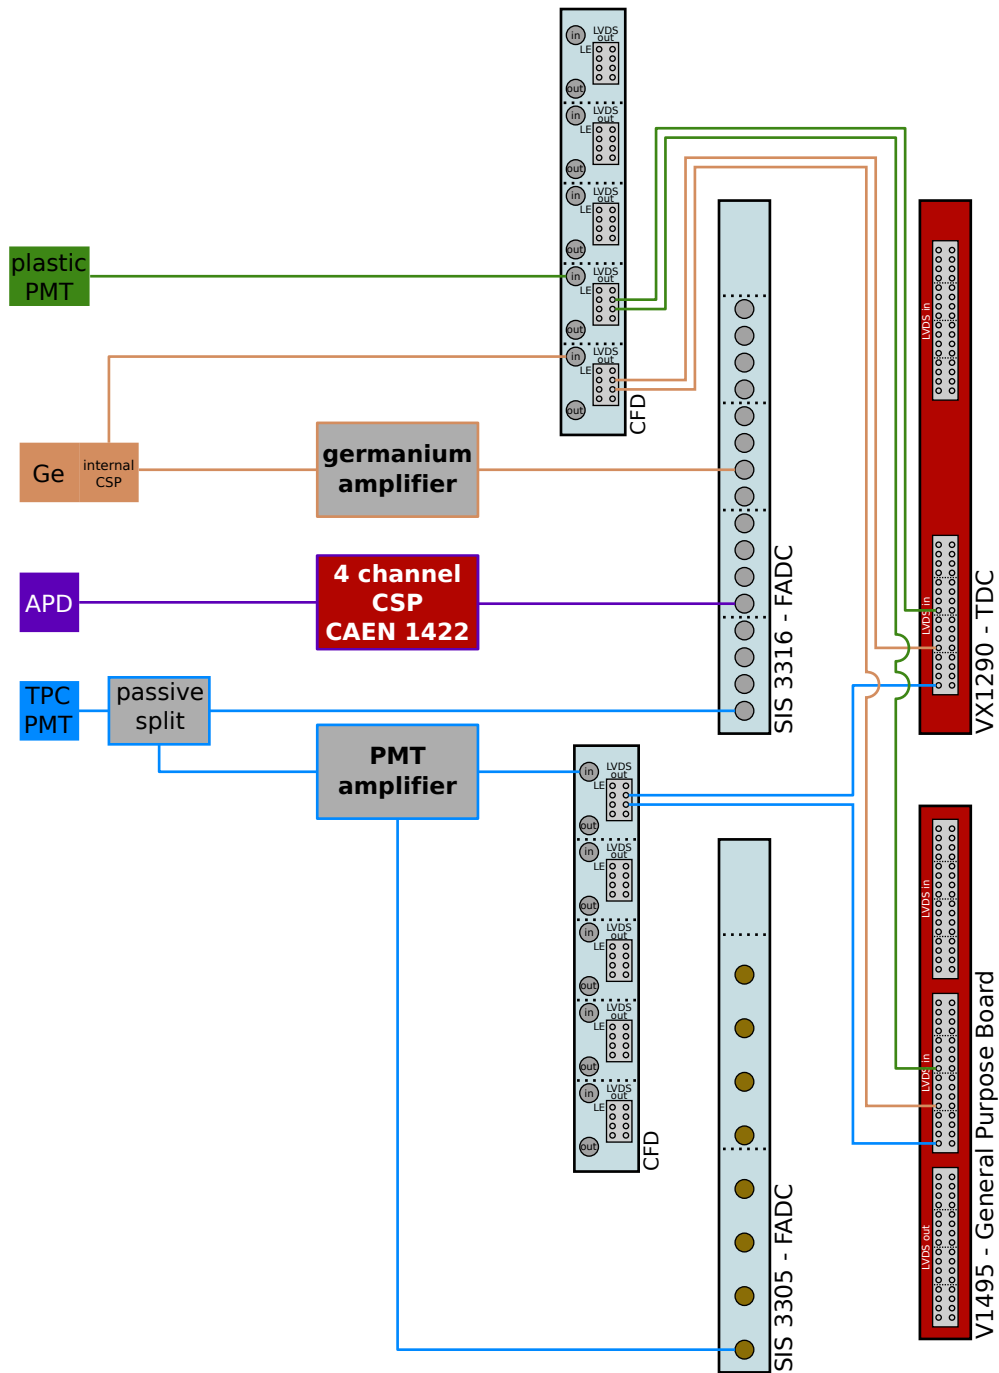 in
LVDS
out
LE
out
in
LVDS
out
LE
out
in
LVDS
out
LE
out
in
LVDS
out
LE
out
in
LVDS
out
LE
out
CFD
plastic
PMT
Ge
internal
CSP
germanium
amplifier
APD
4 channel
CSP
CAEN 1422
TPC
PMT
passive
split
PMT
amplifier
SIS 3316 - FADC
LVDS in
LVDS in
VX1290 - TDC
in
LVDS
out
LE
out
in
LVDS
out
LE
out
in
LVDS
out
LE
out
in
LVDS
out
LE
out
in
LVDS
out
LE
out
CFD
SIS 3305 - FADC
LVDS in
LVDS in
LVDS out
V1495 - General Purpose Board